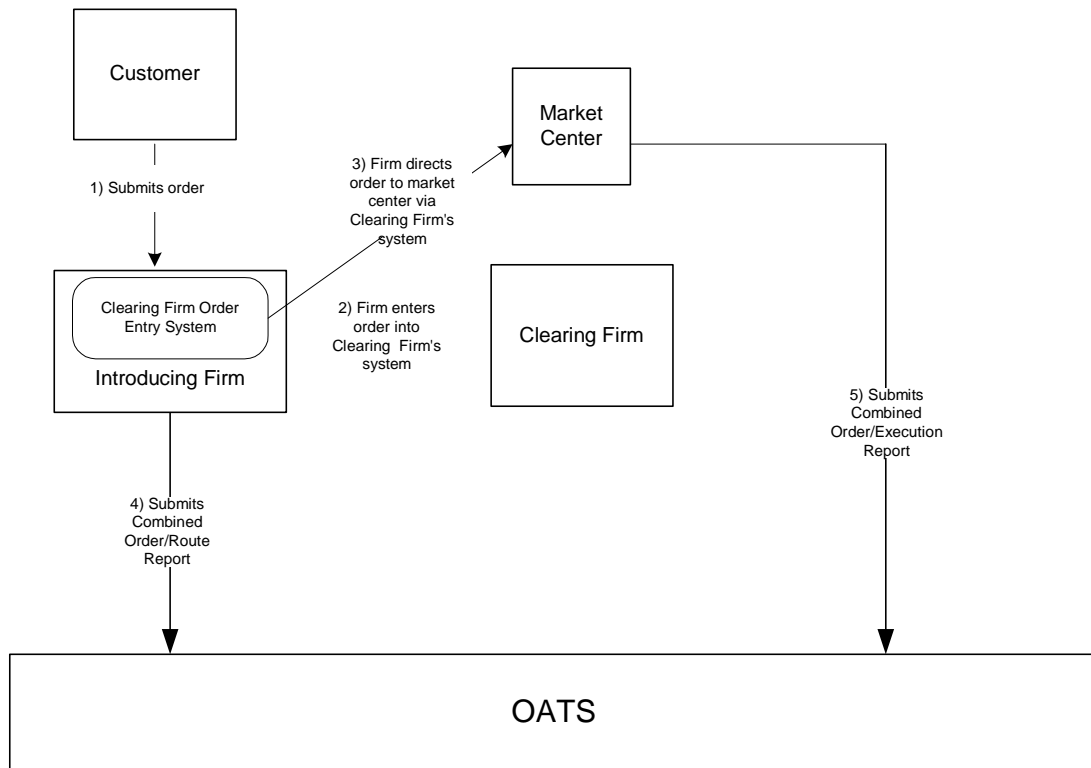 Customer
Market
Center
1) Submits order
3) Firm directs
order to market
center via
Clearing Firm's
system
Clearing Firm Order
Entry System
Introducing Firm
2) Firm enters
order into
Clearing Firm's
system
Clearing Firm
5) Submits
Combined
Order/Execution
Report
4) Submits
Combined
Order/Route
Report
OATS